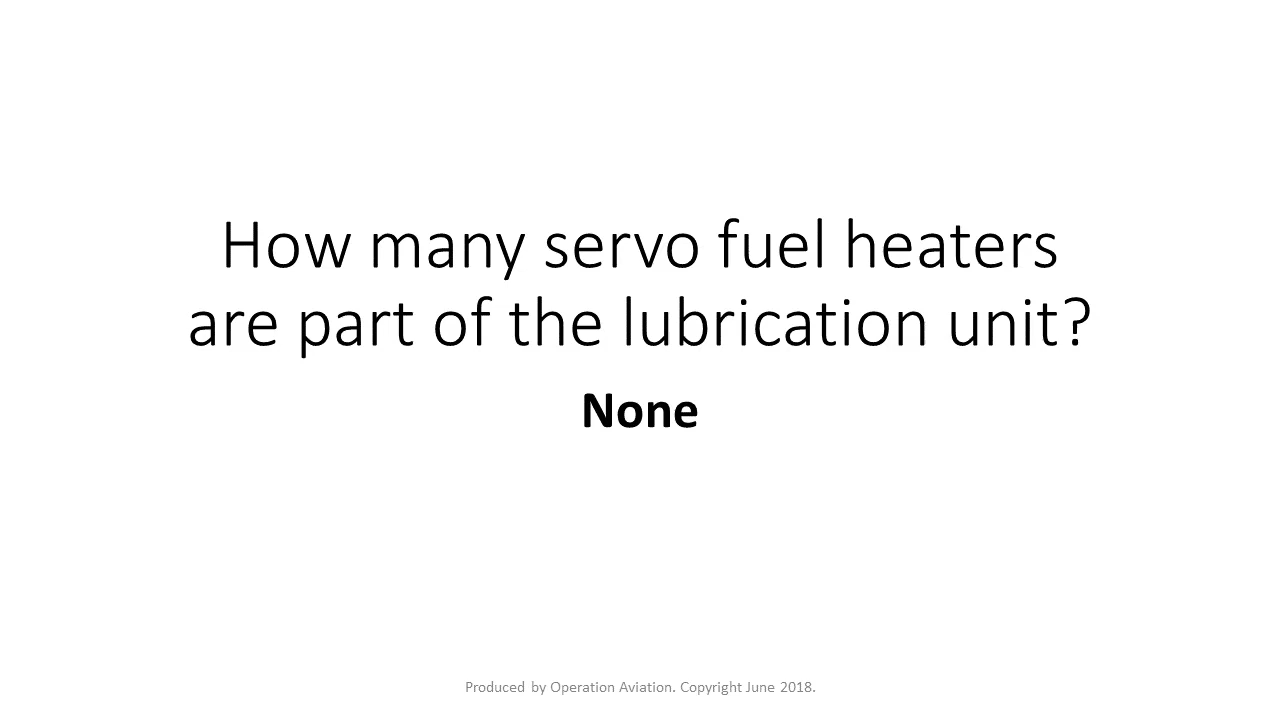 How many servo fuel heaters
are part of the lubrication unit?
None
Produced by Operation Aviation. Copyright June 2018.